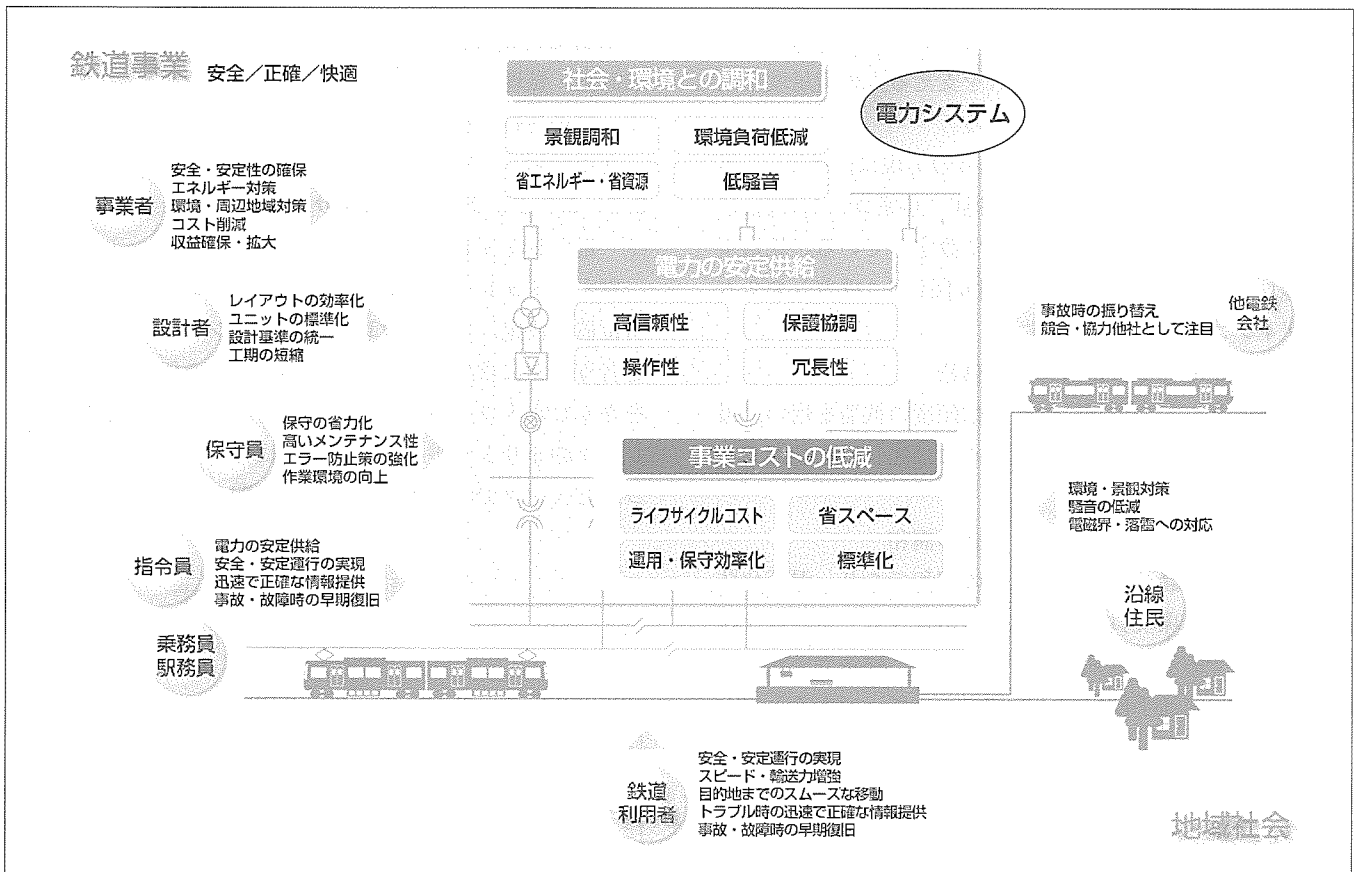 鉄道事業 安全／正確／快適
社会・環境との調和
電力システム
景観調和
環境負荷低減
省エネルギー・省資源
低騒音
事業者
安全・安定性の確保
エネルギー対策
環境・周辺地域対策
コスト削減
収益確保・拡大
電力の安定供給
高信頼性
保護協調
操作性
冗長性
設計者
レイアウトの効率化
ユニットの標準化
設計基準の統一
工期の短縮
事故時の振り替え
競合・協力他社として注目
他電鉄
会社
保守員
保守の省力化
高いメンテナンス性
エラー防止策の強化
作業環境の向上
事業コストの低減
ライフサイクルコスト
省スペース
運用・保守効率化
標準化
環境・景観対策
騒音の低減
電磁界・落雷への対応
指令員
電力の安定供給
安全・安定運行の実現
迅速で正確な情報提供
事故・故障時の早期復旧
沿線
住民
乗務員
駅務員
鉄道
利用者
安全・安定運行の実現
スピード・輸送力増強
目的地までのスムーズな移動
トラブル時の迅速で正確な情報提供
事故・故障時の早期復旧
地域社会